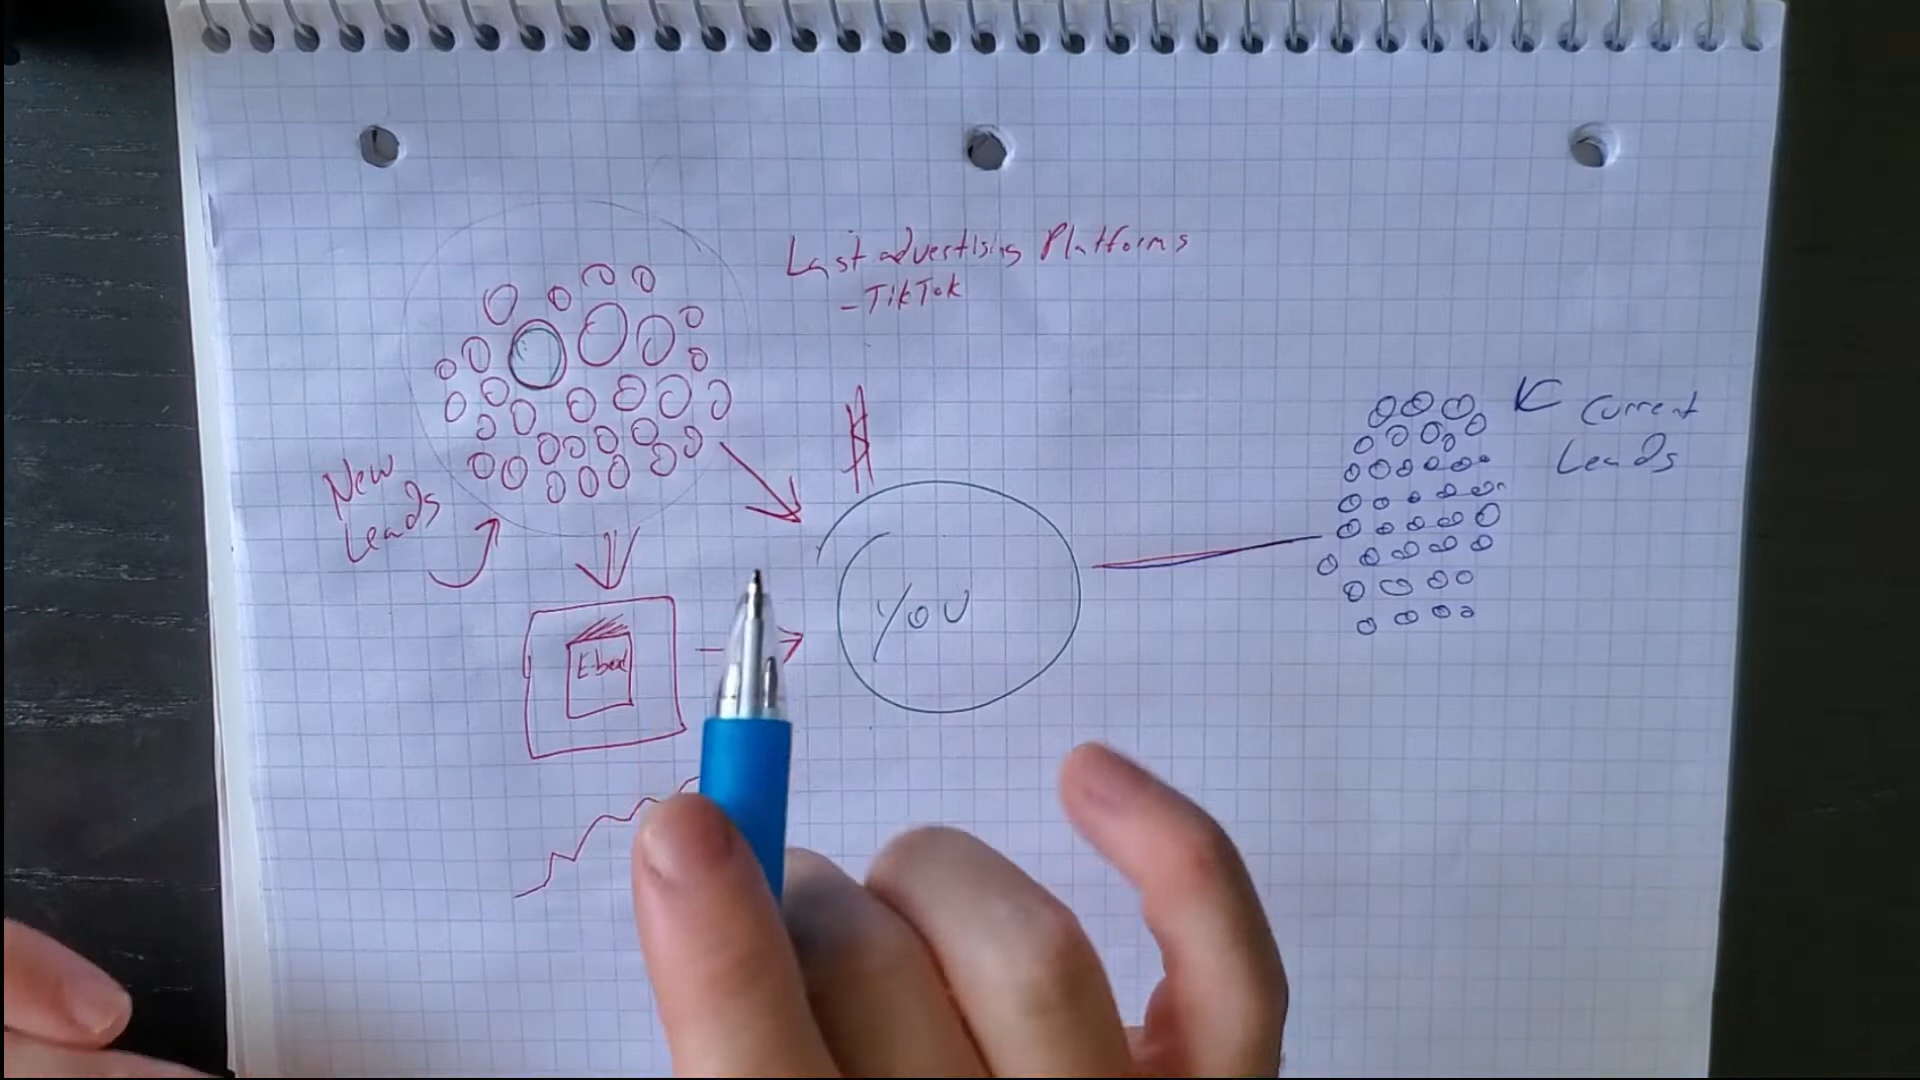 Last advertising Platforms
- TikTok
$
New
Leads
Current
Leads
YOU